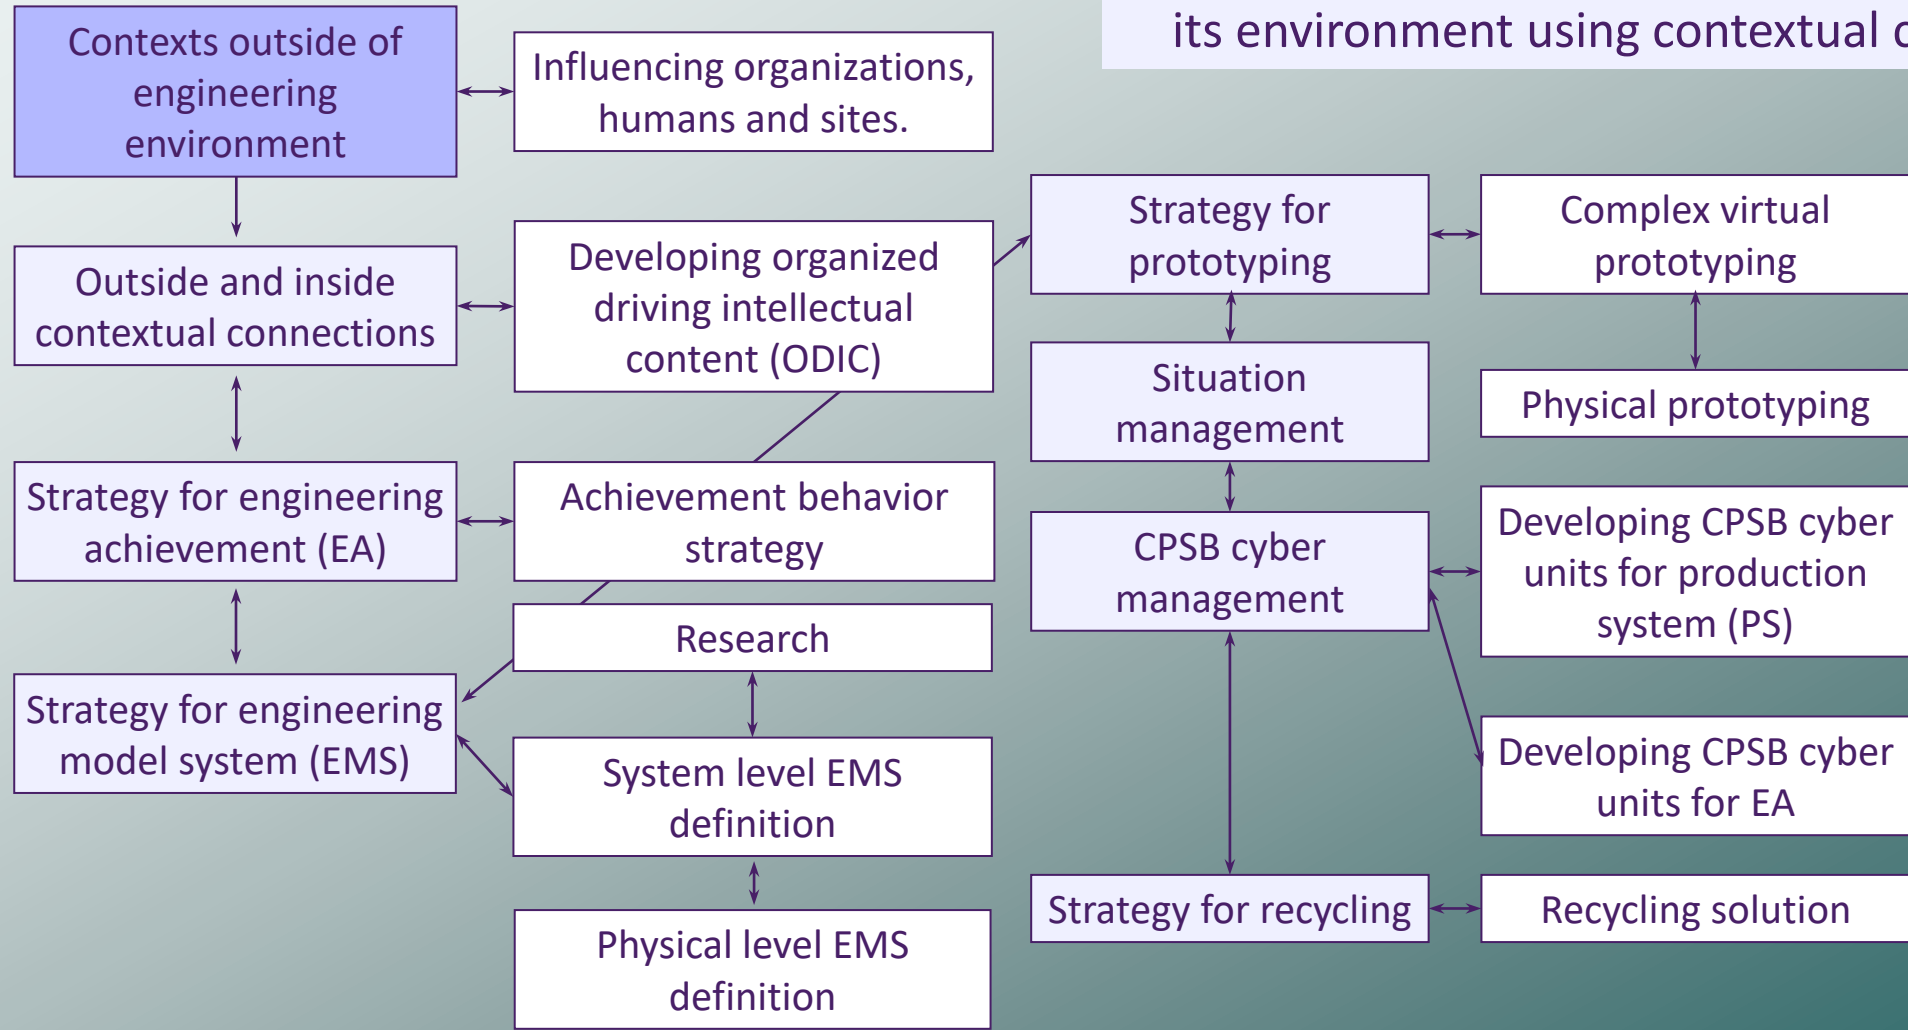 its environment using contextual
Contexts outside of
engineering
environment
Influencing organizations,
humans and sites.
Outside and inside
contextual connections
Developing organized
driving intellectual
content (ODIC)
Strategy for engineering
achievement (EA)
Achievement behavior
strategy
Strategy for engineering
model system (EMS)
Research
System level EMS
definition
Physical level EMS
definition
Strategy for
prototyping
Complex virtual
prototyping
Physical prototyping
Situation
management
CPSB cyber
management
Developing CPSB cyber
units for production
system (PS)
Developing CPSB cyber
units for EA
Strategy for recycling
Recycling solution